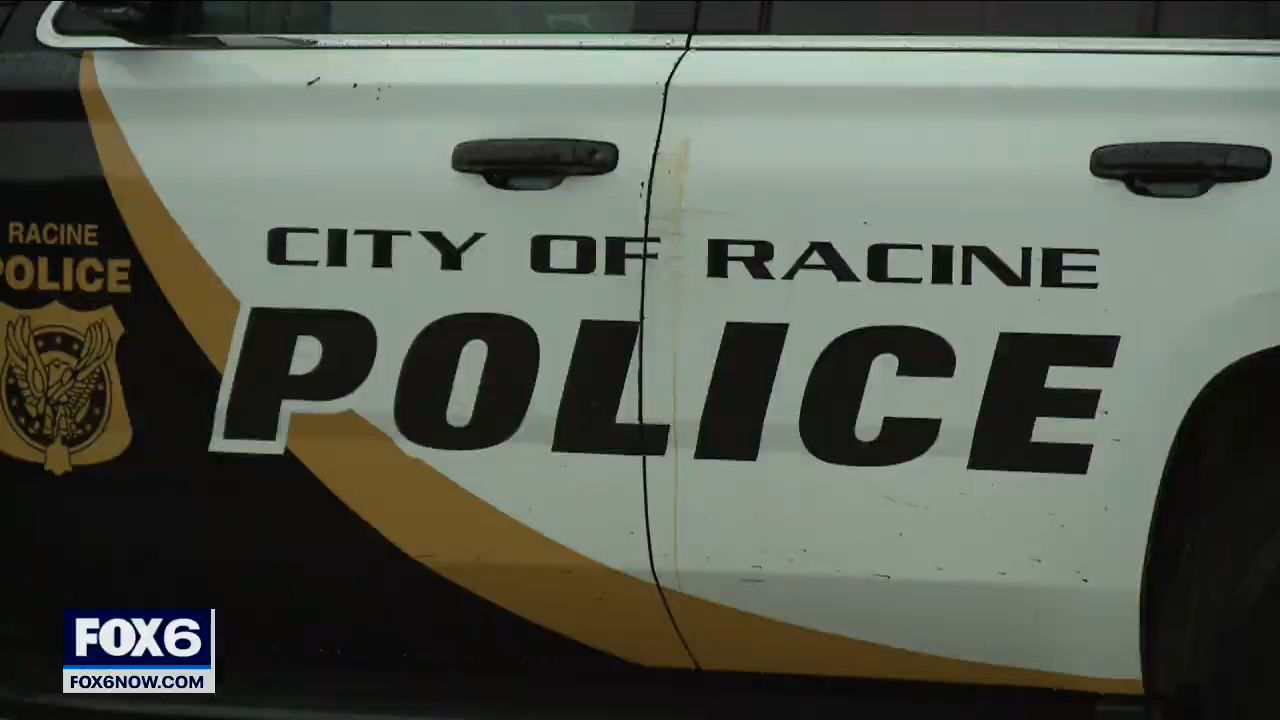 RACINE
POLICE
CITY OF RACINE
POLICE
FOX6
FOX6NOW.COM